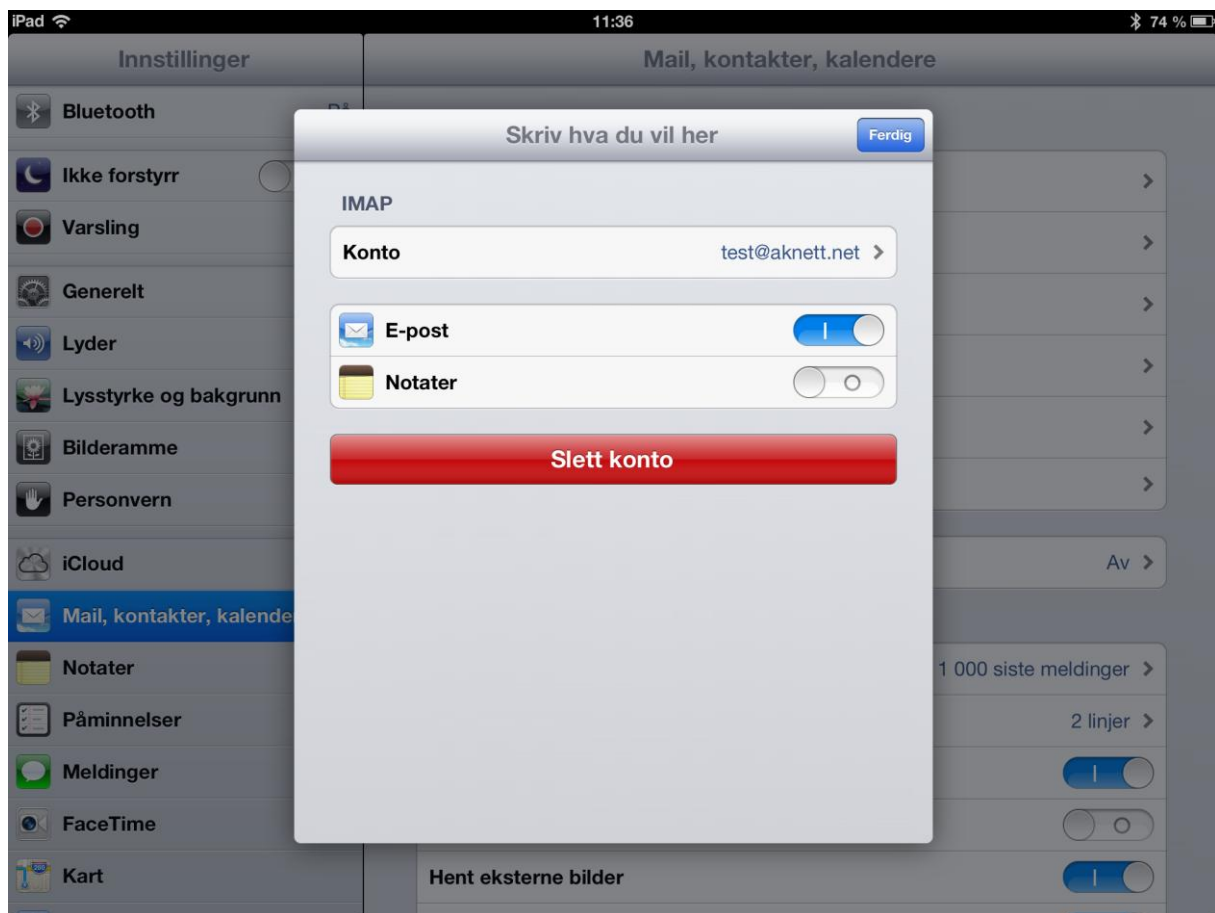 iPad 11:36 74 %
Innstillinger
Mail, kontakter, kalendere
Bluetooth
Ikke forstyrr
Varsling
Generelt
Lyder
Lysstyrke og bakgrunn
Bilderamme
Personvern
iCloud
Mail, kontakter, kalende
Notater
Påminnelser
Meldinger
FaceTime
Kart
Skriv hva du vil her
Ferdig
IMAP
Konto test@aknett.net
E-post
Notater
Slett konto
Av
1 000 siste meldinger
2 linjer
Hent eksterne bilder